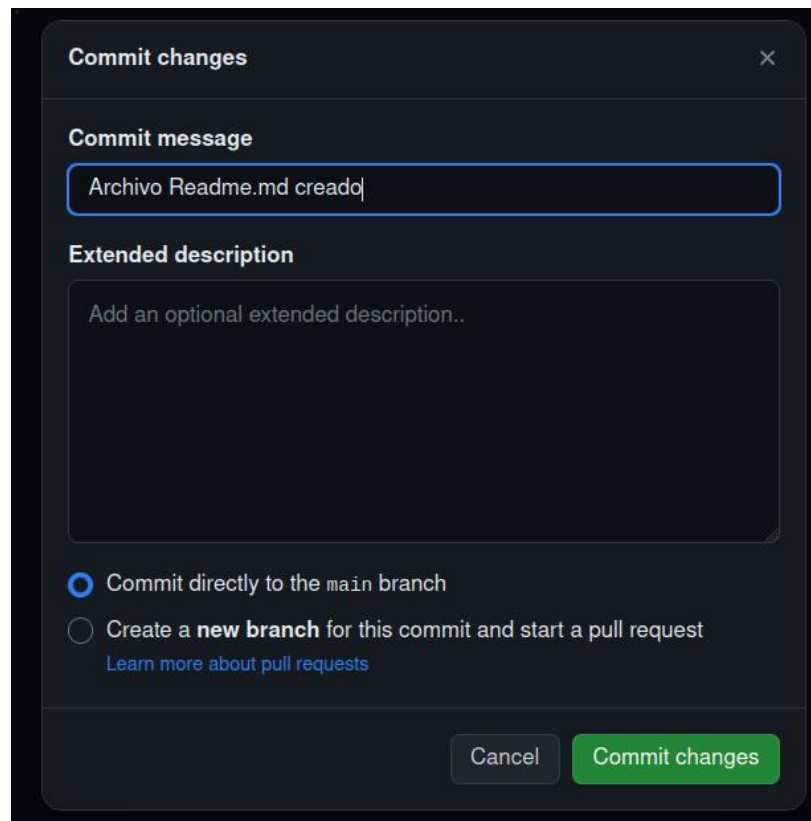 Commit changes
Commit message
Archivo Readme.md creado
Extended description
Add an optional extended description..
Commit directly to the main branch
Create a new branch for this commit and start a pull request
Learn more about pull requests
Cancel
Commit changes